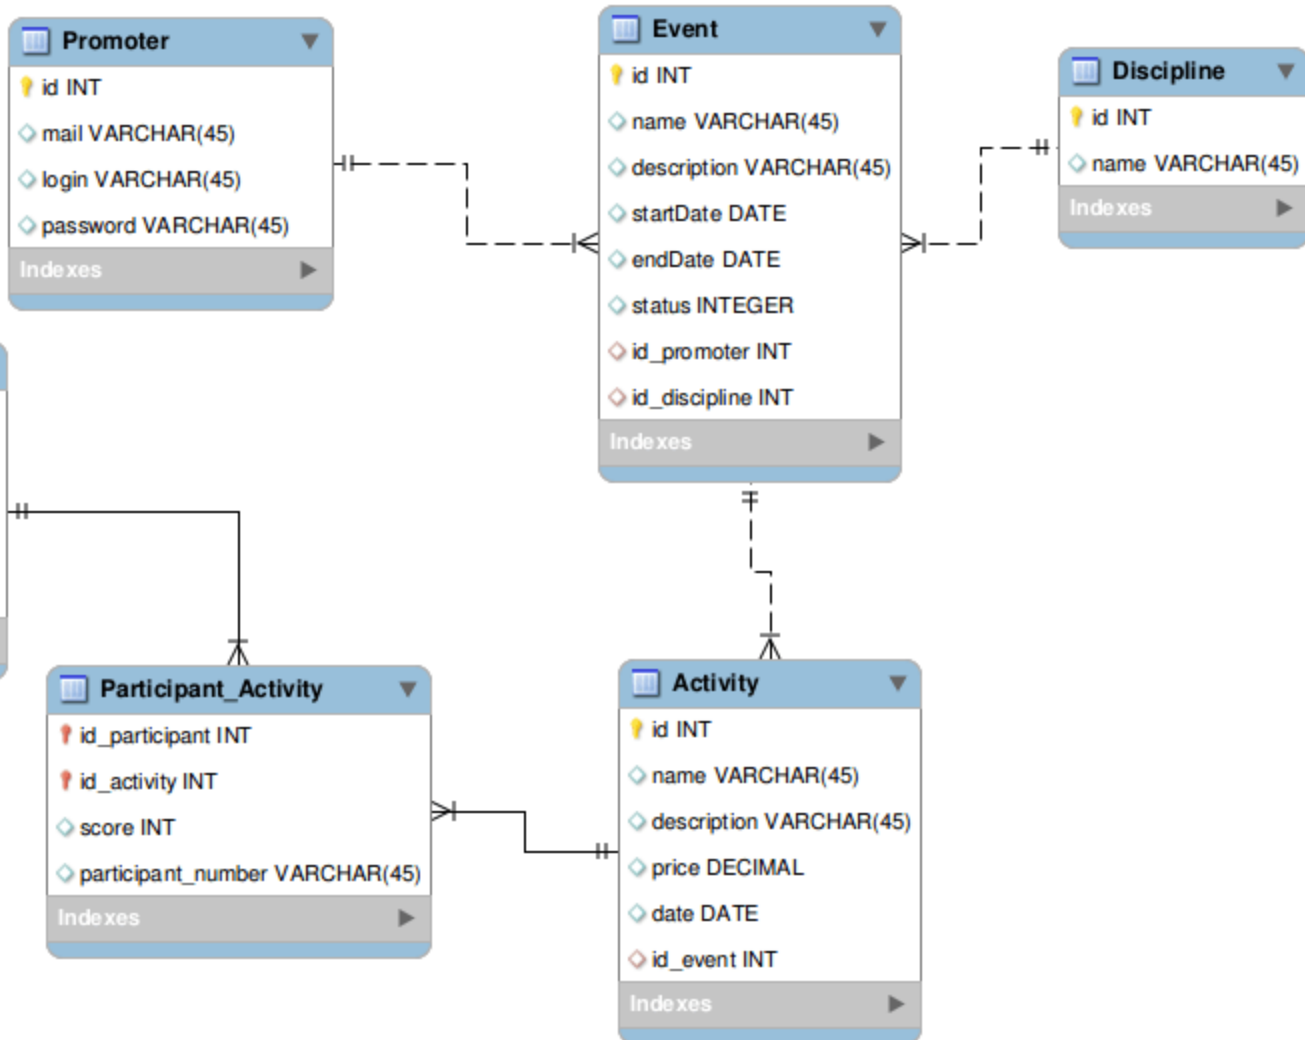 Promoter
id INT
mail VARCHAR(45)
login VARCHAR(45)
password VARCHAR(45)
Indexes
Event
id INT
name VARCHAR(45)
description VARCHAR(45)
startDate DATE
endDate DATE
status INTEGER
id_promoter INT
id_discipline INT
Indexes
Discipline
id INT
name VARCHAR(45)
Indexes
Participant_Activity
id_participant INT
id_activity INT
score INT
participant_number VARCHAR(45)
Indexes
Activity
id INT
name VARCHAR(45)
description VARCHAR(45)
price DECIMAL
date DATE
id_event INT
Indexes